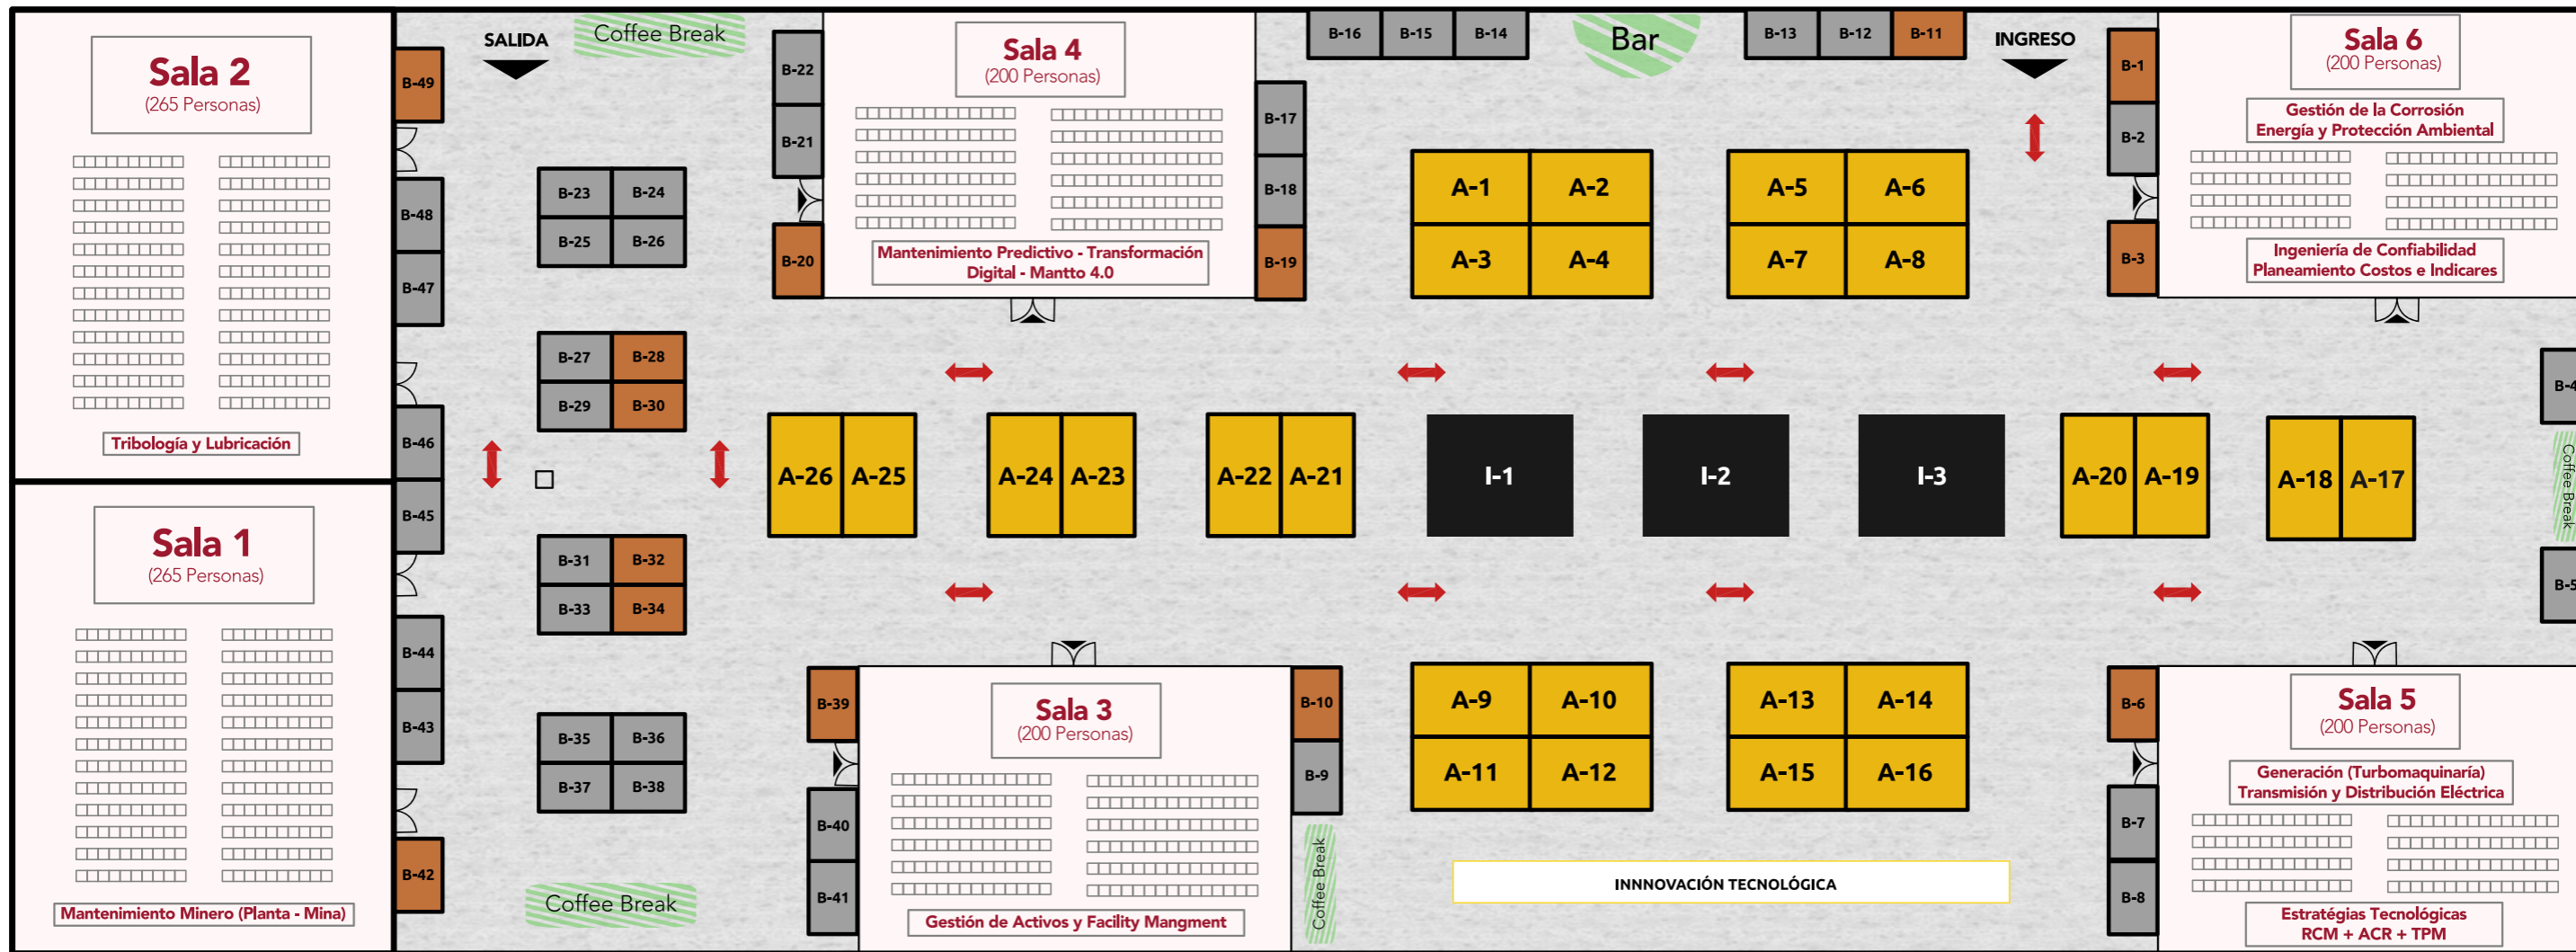 Sala 2
(265 Personas)
Tribología y Lubricación
Sala 1
(265 Personas)
Mantenimiento Minero (Planta - Mina)
B-49
B-48
B-47
B-46
B-45
B-44
B-43
B-42
SALIDA
Coffee Break
B-23
B-24
B-25
B-26
B-27
B-28
B-29
B-30
B-31
B-32
B-33
B-34
B-35
B-36
B-37
B-38
Coffee Break
B-22
B-21
B-20
Sala 4
(200 Personas)
Mantenimiento Predictivo - Transformación
Digital - Mantto 4.0
B-17
B-18
B-19
B-16
B-15
B-14
Bar
B-13
B-12
B-11
INGRESO
A-1
A-2
A-3
A-4
A-5
A-6
A-7
A-8
B-1
B-2
B-3
Sala 6
(200 Personas)
Gestión de la Corrosión
Energía y Protección Ambiental
Ingeniería de Confiabilidad
Planeamiento Costos e Indicares
A-26
A-25
A-24
A-23
A-22
A-21
I-1
I-2
I-3
A-20
A-19
A-18
A-17
B-4
Coffee Break
B-5
B-39
B-40
B-41
Sala 3
(200 Personas)
Gestión de Activos y Facility Mangment
B-10
B-9
Coffee Break
A-9
A-10
A-11
A-12
A-13
A-14
A-15
A-16
INNNOVACIÓN TECNOLÓGICA
B-6
B-7
B-8
Sala 5
(200 Personas)
Generación (Turbomaquinaría)
Transmisión y Distribución Eléctrica
Estratégias Tecnológicas
RCM + ACR + TPM